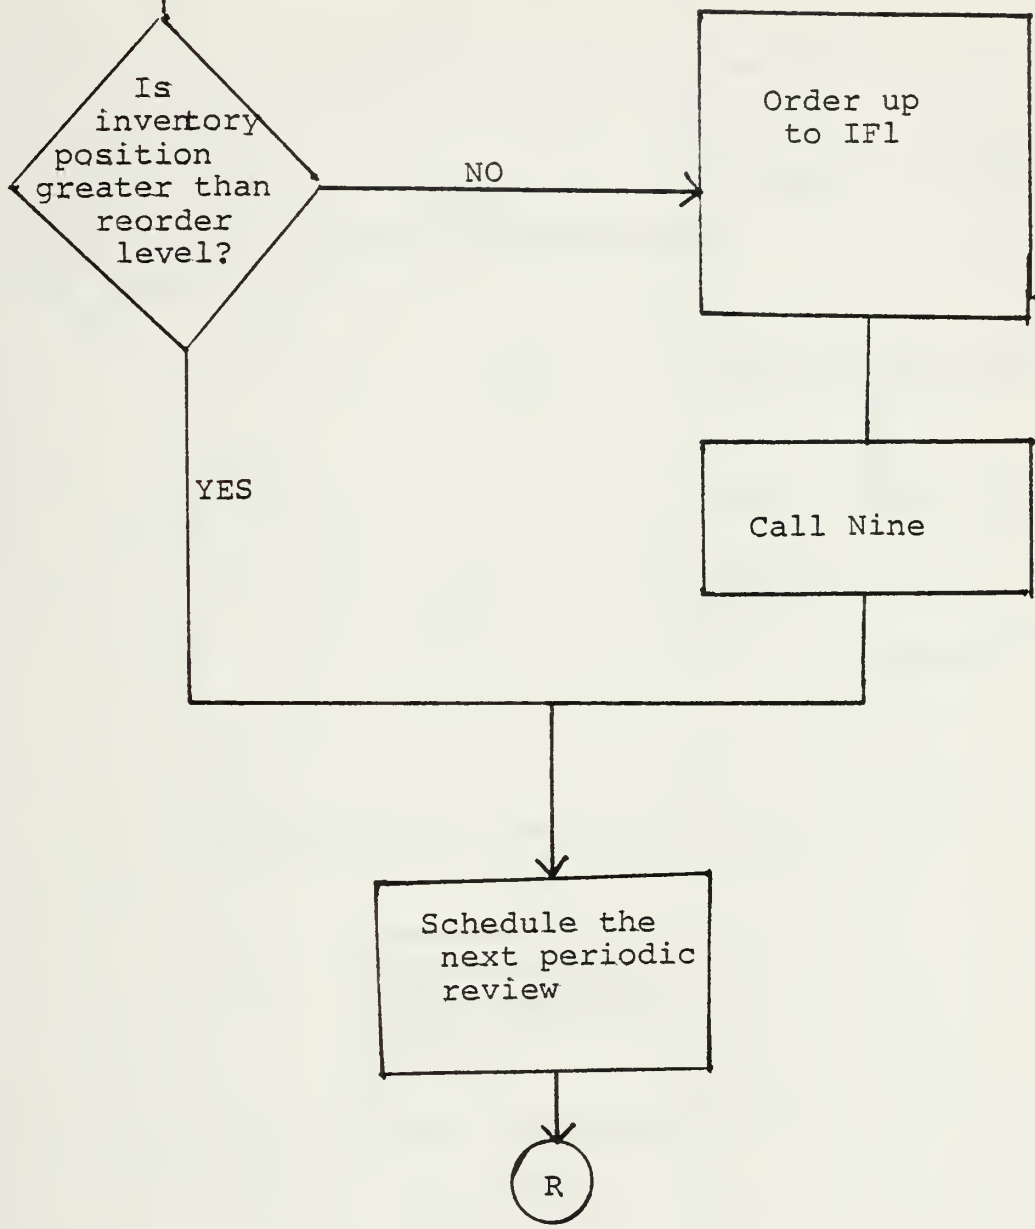 Is
inventory
position
greater than
reorder
level?
NO
Order up
to IF1
YES
Call Nine
Schedule the
next periodic
review
R